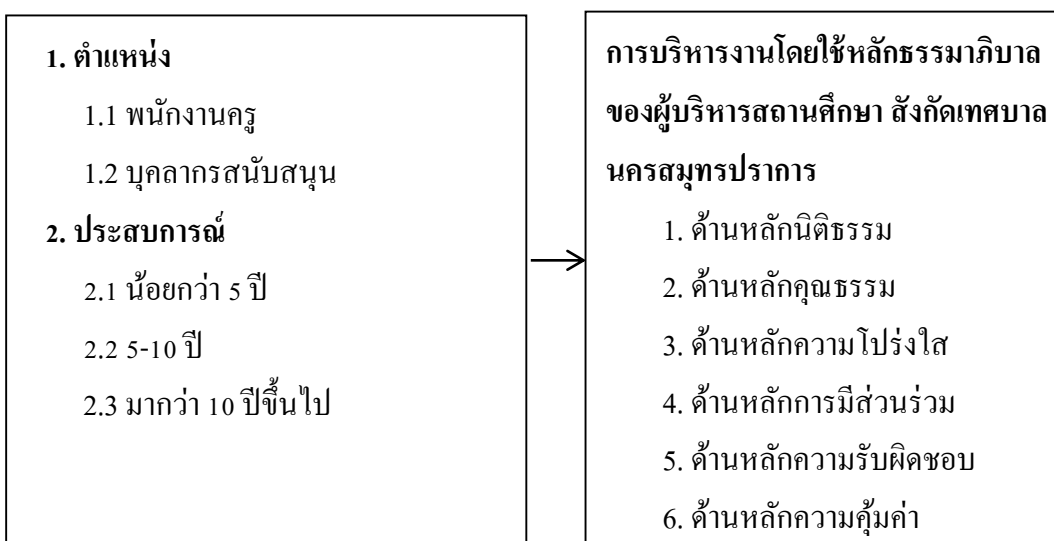 1. ตำแหน่ง
1.1 พนักงานครู
1.2 บุคลากรสนับสนุน
2. ประสบการณ์
2.1 น้อยกว่า 5 ปี
2.2 5-10 ปี
2.3 มากว่า 10 ปีขึ้นไป
การบริหารงานโดยใช้หลักธรรมาภิบาล
ของผู้บริหารสถานศึกษา สังกัดเทศบาล
นครสมุทรปราการ
1. ด้านหลักนิติธรรม
2. ด้านหลักคุณธรรม
3. ด้านหลักความโปร่งใส
4. ด้านหลักการมีส่วนร่วม
5. ด้านหลักความรับผิดชอบ
6. ด้านหลักความคุ้มค่า